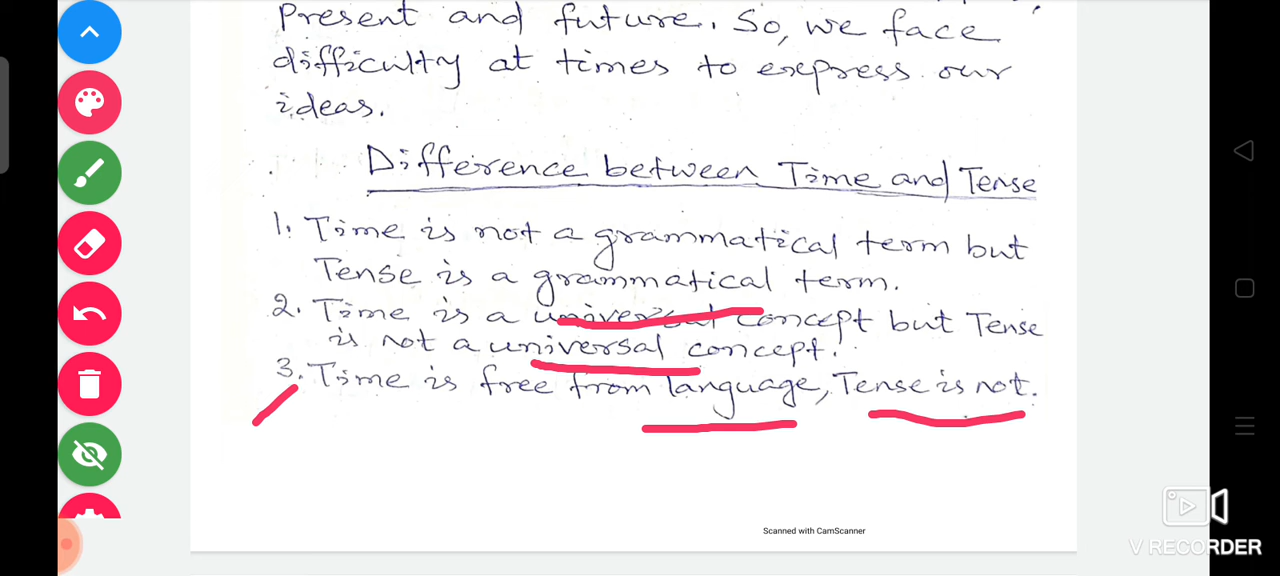 Present and future. So, we face
difficulty at times to express our
ideas.
Difference between Time and Tense
1. Time is not a grammatical term but
Tense is a grammatical term.
2. Time is a universal concept but Tense
is not a universal concept.
3. Time is free from language, Tense is not.
Scanned with CamScanner
V RECORDER